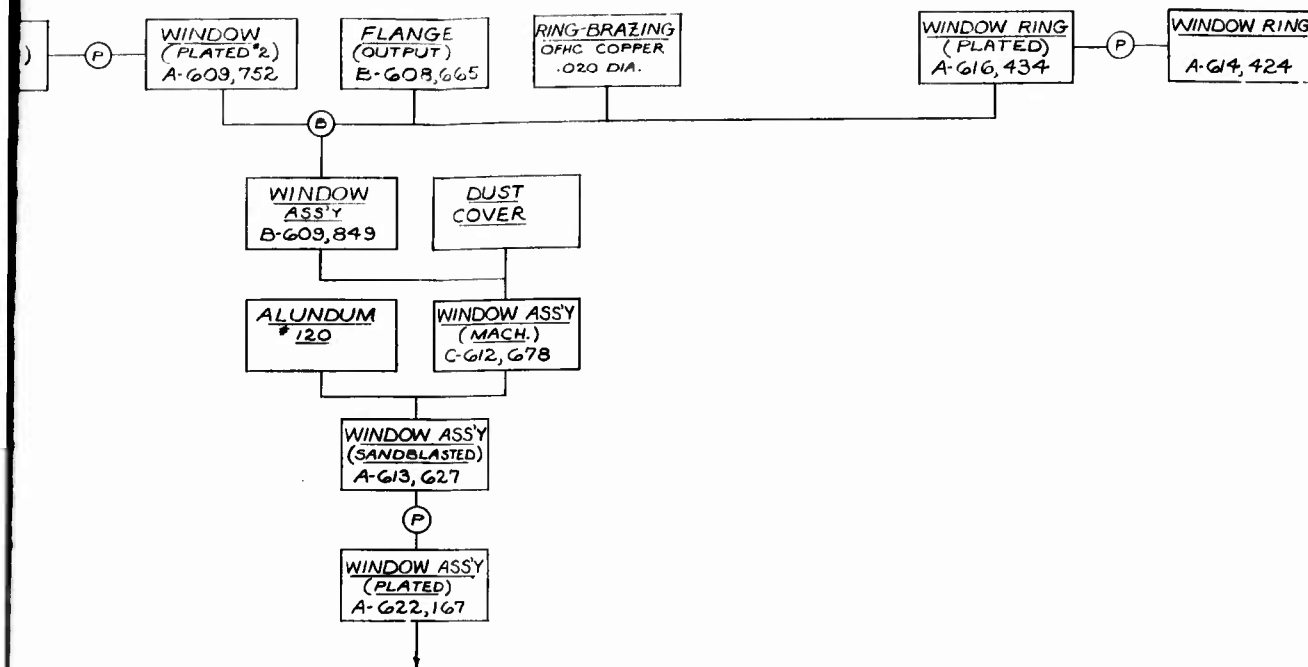 )
P
WINDOW
(PLATED #2)
A-609,752
FLANGE
(OUTPUT)
B-608,665
RING-BRAZING
OFHC COPPER
.020 DIA.
WINDOW RING
(PLATED)
A-616,434
P
WINDOW RING
A-614,424
B
WINDOW
ASS'Y
B-609,849
DUST
COVER
ALUNDUM
#120
WINDOW ASS'Y
(MACH.)
C-612,678
WINDOW ASS'Y
(SANDBLASTED)
A-613,627
P
WINDOW ASS'Y
(PLATED)
A-622,167